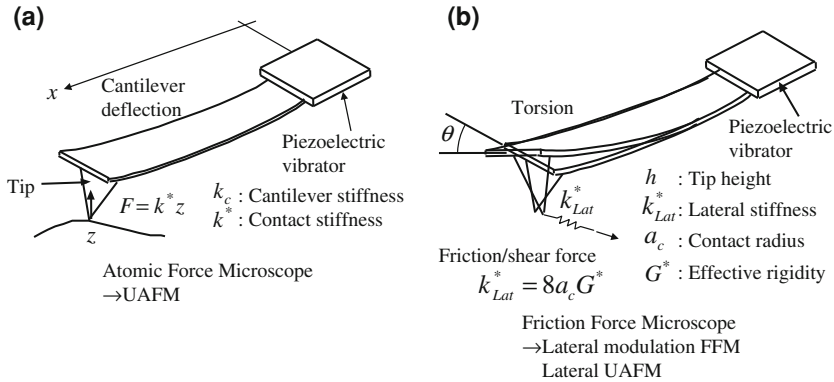 (a)
x
Cantilever
deflection
Piezoelectric
vibrator
Tip
F = k* z
z
k_c : Cantilever stiffness
k* : Contact stiffness
Atomic Force Microscope
→UAFM
(b)
Torsion
θ
Piezoelectric
vibrator
k*_Lat
h : Tip height
k*_Lat : Lateral stiffness
a_c : Contact radius
G* : Effective rigidity
Friction/shear force
k*_Lat = 8a_c G*
Friction Force Microscope
→Lateral modulation FFM
Lateral UAFM